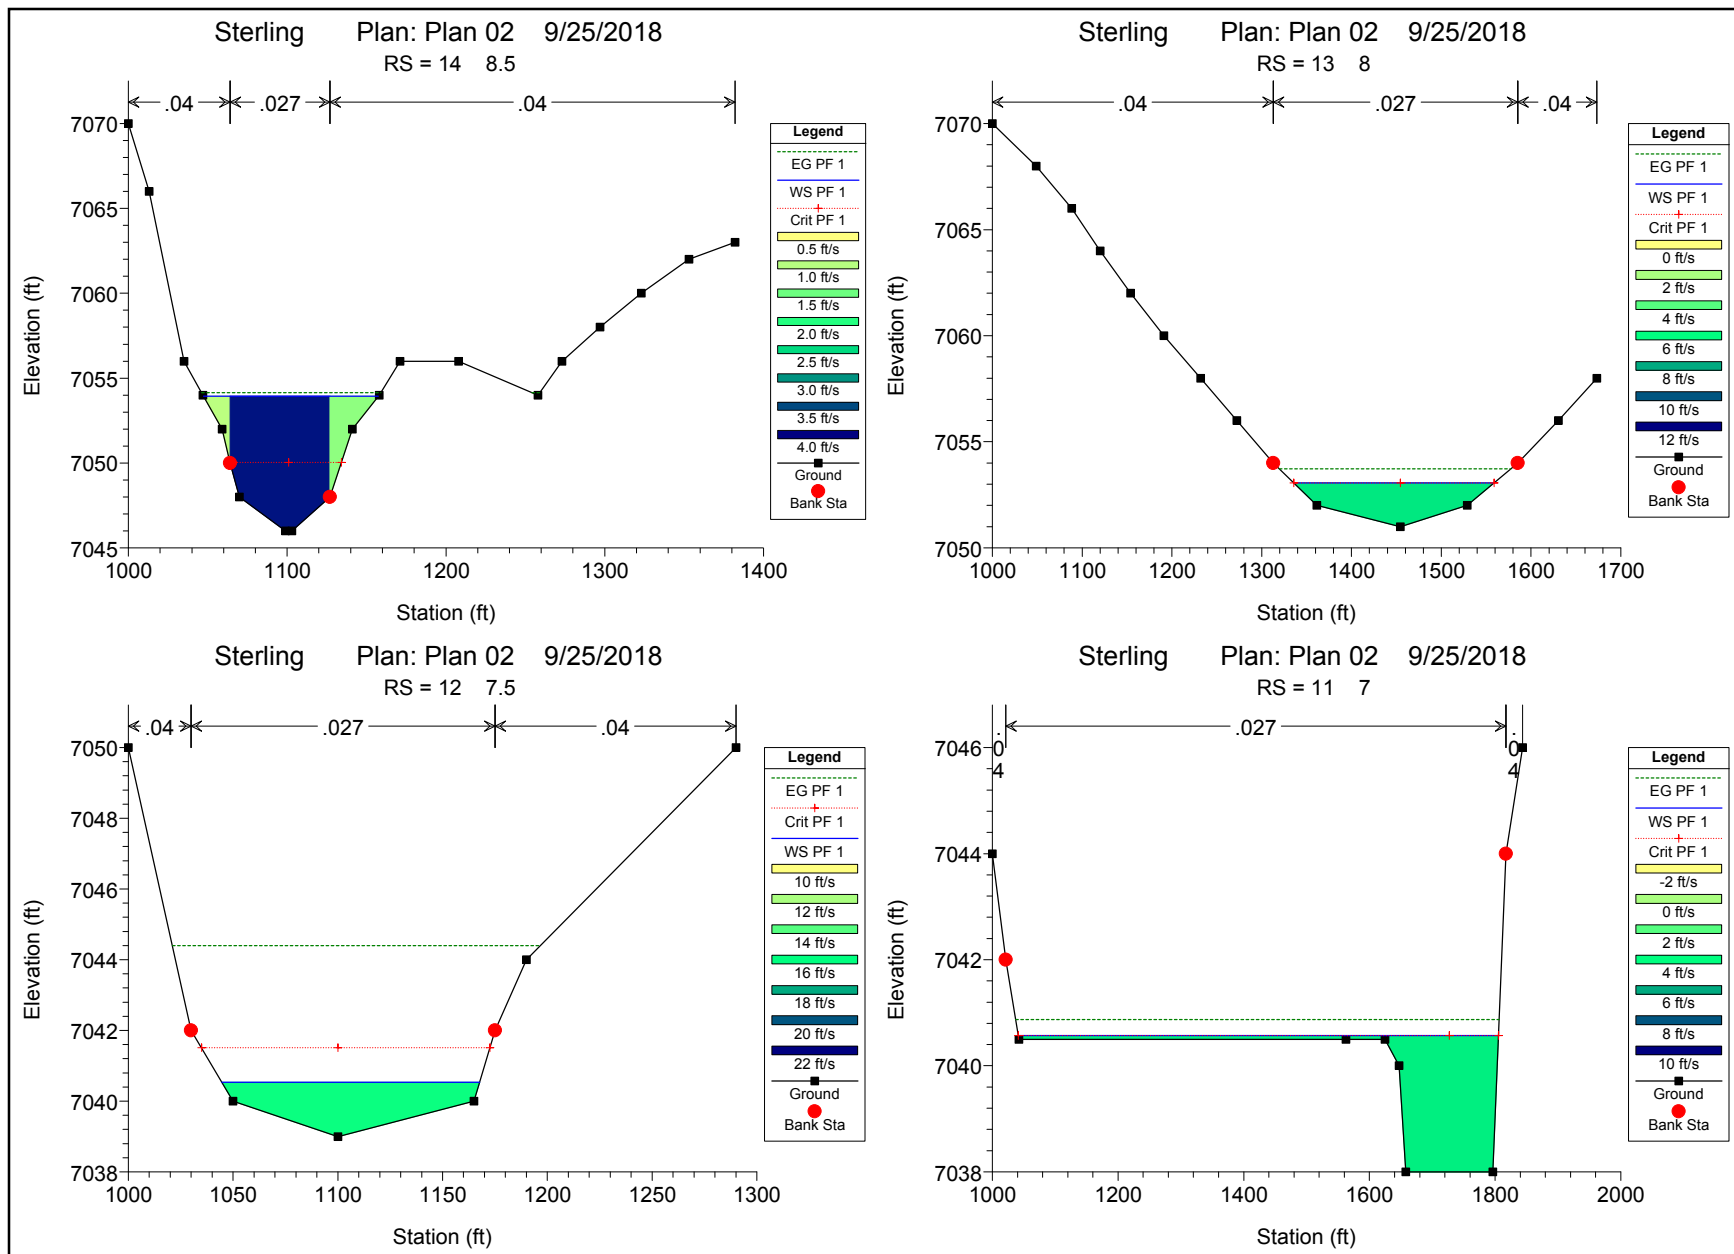 Sterling Plan: Plan 02 9/25/2018
RS = 14 8.5
.04 .027 .04
7070
7065
7060
7055
7050
7045
Elevation (ft)
1000 1100 1200 1300 1400
Station (ft)
Legend
EG PF 1
WS PF 1
Crit PF 1
0.5 ft/s
1.0 ft/s
1.5 ft/s
2.0 ft/s
2.5 ft/s
3.0 ft/s
3.5 ft/s
4.0 ft/s
Ground
Bank Sta
Sterling Plan: Plan 02 9/25/2018
RS = 13 8
.04 .027 .04
7070
7065
7060
7055
7050
Elevation (ft)
1000 1100 1200 1300 1400 1500 1600 1700
Station (ft)
Legend
EG PF 1
WS PF 1
Crit PF 1
0 ft/s
2 ft/s
4 ft/s
6 ft/s
8 ft/s
10 ft/s
12 ft/s
Ground
Bank Sta
Sterling Plan: Plan 02 9/25/2018
RS = 12 7.5
.04 .027 .04
7050
7048
7046
7044
7042
7040
7038
Elevation (ft)
1000 1050 1100 1150 1200 1250 1300
Station (ft)
Legend
EG PF 1
Crit PF 1
WS PF 1
10 ft/s
12 ft/s
14 ft/s
16 ft/s
18 ft/s
20 ft/s
22 ft/s
Ground
Bank Sta
Sterling Plan: Plan 02 9/25/2018
RS = 11 7
.04 .027 .04
7046
7044
7042
7040
7038
Elevation (ft)
1000 1200 1400 1600 1800 2000
Station (ft)
Legend
EG PF 1
WS PF 1
Crit PF 1
-2 ft/s
0 ft/s
2 ft/s
4 ft/s
6 ft/s
8 ft/s
10 ft/s
Ground
Bank Sta